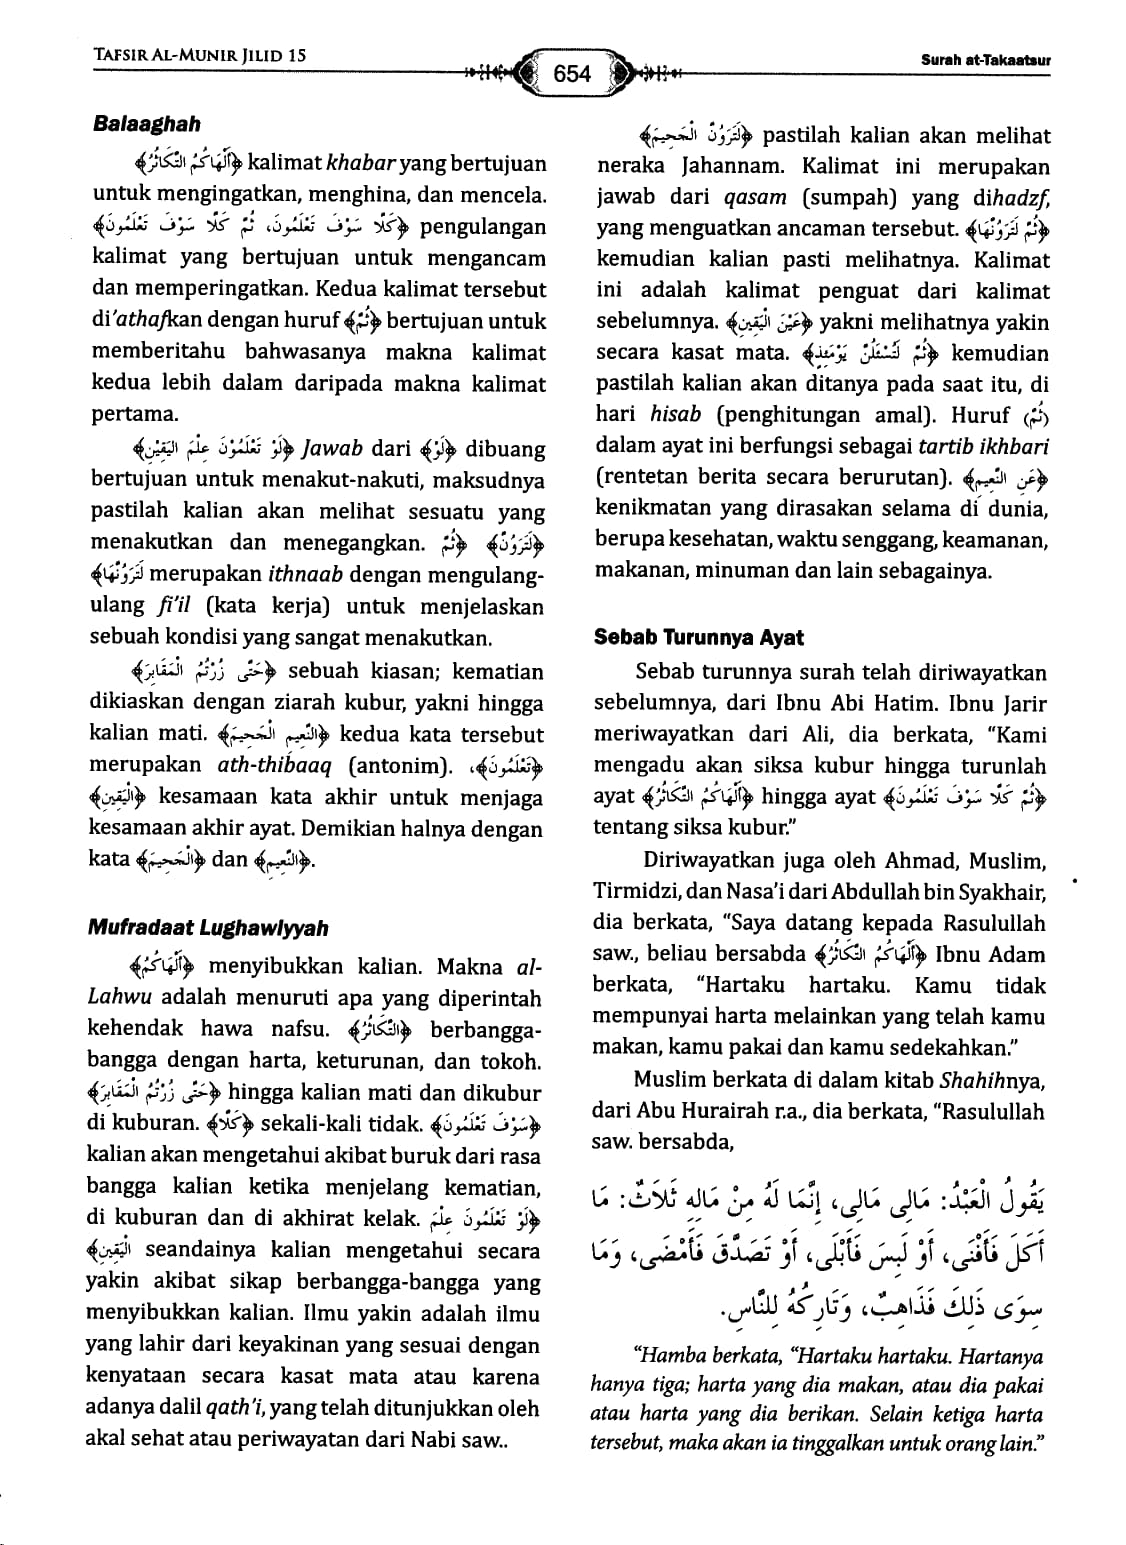 TAFSIR AL-MUNIR JILID 15
654
Surah at-Takaatsur
Balaaghah
﴿أَلْهَاكُمُ التَّكَاثُرُ﴾ kalimat khabar yang bertujuan
untuk mengingatkan, menghina, dan mencela.
﴿كَلَّا سَوْفَ تَعْلَمُونَ، ثُمَّ كَلَّا سَوْفَ تَعْلَمُونَ﴾ pengulangan
kalimat yang bertujuan untuk mengancam
dan memperingatkan. Kedua kalimat tersebut
di'athafkan dengan huruf ﴿ثُمَّ﴾ bertujuan untuk
memberitahu bahwasanya makna kalimat
kedua lebih dalam daripada makna kalimat
pertama.
﴿لَوْ تَعْلَمُوْنَ عِلْمَ الْيَقِيْنِ﴾ Jawab dari ﴿لَوْ﴾ dibuang
bertujuan untuk menakut-nakuti, maksudnya
pastilah kalian akan melihat sesuatu yang
menakutkan dan menegangkan. ﴿لَتَرَوُنَّ﴾ ﴿ثُمَّ
لَتَرَوُنَّهَا﴾ merupakan ithnaab dengan mengulang-
ulang fi'il (kata kerja) untuk menjelaskan
sebuah kondisi yang sangat menakutkan.
﴿حَتَّى زُرْتُمُ الْمَقَابِرَ﴾ sebuah kiasan; kematian
dikiaskan dengan ziarah kubur, yakni hingga
kalian mati. ﴿النَّعِيمِ الْجَحِيمَ﴾ kedua kata tersebut
merupakan ath-thibaaq (antonim). ﴿تَعْلَمُونَ﴾،
﴿الْيَقِينِ﴾ kesamaan kata akhir untuk menjaga
kesamaan akhir ayat. Demikian halnya dengan
kata ﴿الْجَحِيمَ﴾ dan ﴿النَّعِيمِ﴾.
Mufradaat Lughawiyyah
﴿أَلْهَاكُمُ﴾ menyibukkan kalian. Makna al-
Lahwu adalah menuruti apa yang diperintah
kehendak hawa nafsu. ﴿التَّكَاثُرُ﴾ berbangga-
bangga dengan harta, keturunan, dan tokoh.
﴿حَتَّى زُرْتُمُ الْمَقَابِرَ﴾ hingga kalian mati dan dikubur
di kuburan. ﴿كَلَّا﴾ sekali-kali tidak. ﴿سَوْفَ تَعْلَمُونَ﴾
kalian akan mengetahui akibat buruk dari rasa
bangga kalian ketika menjelang kematian,
di kuburan dan di akhirat kelak. ﴿لَوْ تَعْلَمُونَ عِلْمَ
الْيَقِينِ﴾ seandainya kalian mengetahui secara
yakin akibat sikap berbangga-bangga yang
menyibukkan kalian. Ilmu yakin adalah ilmu
yang lahir dari keyakinan yang sesuai dengan
kenyataan secara kasat mata atau karena
adanya dalil qath'i, yang telah ditunjukkan oleh
akal sehat atau periwayatan dari Nabi saw..
﴿لَتَرَوُنَّ الْجَحِيمَ﴾ pastilah kalian akan melihat
neraka Jahannam. Kalimat ini merupakan
jawab dari qasam (sumpah) yang dihadzf,
yang menguatkan ancaman tersebut. ﴿ثُمَّ لَتَرَوُنَّهَا﴾
kemudian kalian pasti melihatnya. Kalimat
ini adalah kalimat penguat dari kalimat
sebelumnya. ﴿عَيْنَ الْيَقِينِ﴾ yakni melihatnya yakin
secara kasat mata. ﴿ثُمَّ لَتُسْئَلُنَّ يَوْمَئِذٍ﴾ kemudian
pastilah kalian akan ditanya pada saat itu, di
hari hisab (penghitungan amal). Huruf (ثُمَّ)
dalam ayat ini berfungsi sebagai tartib ikhbari
(rentetan berita secara berurutan). ﴿عَنِ النَّعِيمِ﴾
kenikmatan yang dirasakan selama di dunia,
berupa kesehatan, waktu senggang, keamanan,
makanan, minuman dan lain sebagainya.
Sebab Turunnya Ayat
Sebab turunnya surah telah diriwayatkan
sebelumnya, dari Ibnu Abi Hatim. Ibnu Jarir
meriwayatkan dari Ali, dia berkata, “Kami
mengadu akan siksa kubur hingga turunlah
ayat ﴿أَلْهَاكُمُ التَّكَاثُرُ﴾ hingga ayat ﴿ثُمَّ كَلَّا سَوْفَ تَعْلَمُونَ﴾
tentang siksa kubur.”
Diriwayatkan juga oleh Ahmad, Muslim,
Tirmidzi, dan Nasa'i dari Abdullah bin Syakhair,
dia berkata, “Saya datang kepada Rasulullah
saw., beliau bersabda ﴿أَلْهَاكُمُ التَّكَاثُرُ﴾ Ibnu Adam
berkata, “Hartaku hartaku. Kamu tidak
mempunyai harta melainkan yang telah kamu
makan, kamu pakai dan kamu sedekahkan.”
Muslim berkata di dalam kitab Shahihnya,
dari Abu Hurairah r.a., dia berkata, “Rasulullah
saw. bersabda,
يَقُولُ الْعَبْدُ: مَالِى مَالِى، إِنَّمَا لَهُ مِنْ مَالِهِ ثَلَاثٌ: مَا
أَكَلَ فَأَفْنَى، أَوْ لَبِسَ فَأَبْلَى، أَوْ تَصَدَّقَ فَأَمْضَى، وَمَا
سِوَى ذَلِكَ فَذَاهِبٌ، وَتَارِكُهُ لِلنَّاسِ.
“Hamba berkata, “Hartaku hartaku. Hartanya
hanya tiga; harta yang dia makan, atau dia pakai
atau harta yang dia berikan. Selain ketiga harta
tersebut, maka akan ia tinggalkan untuk orang lain.”